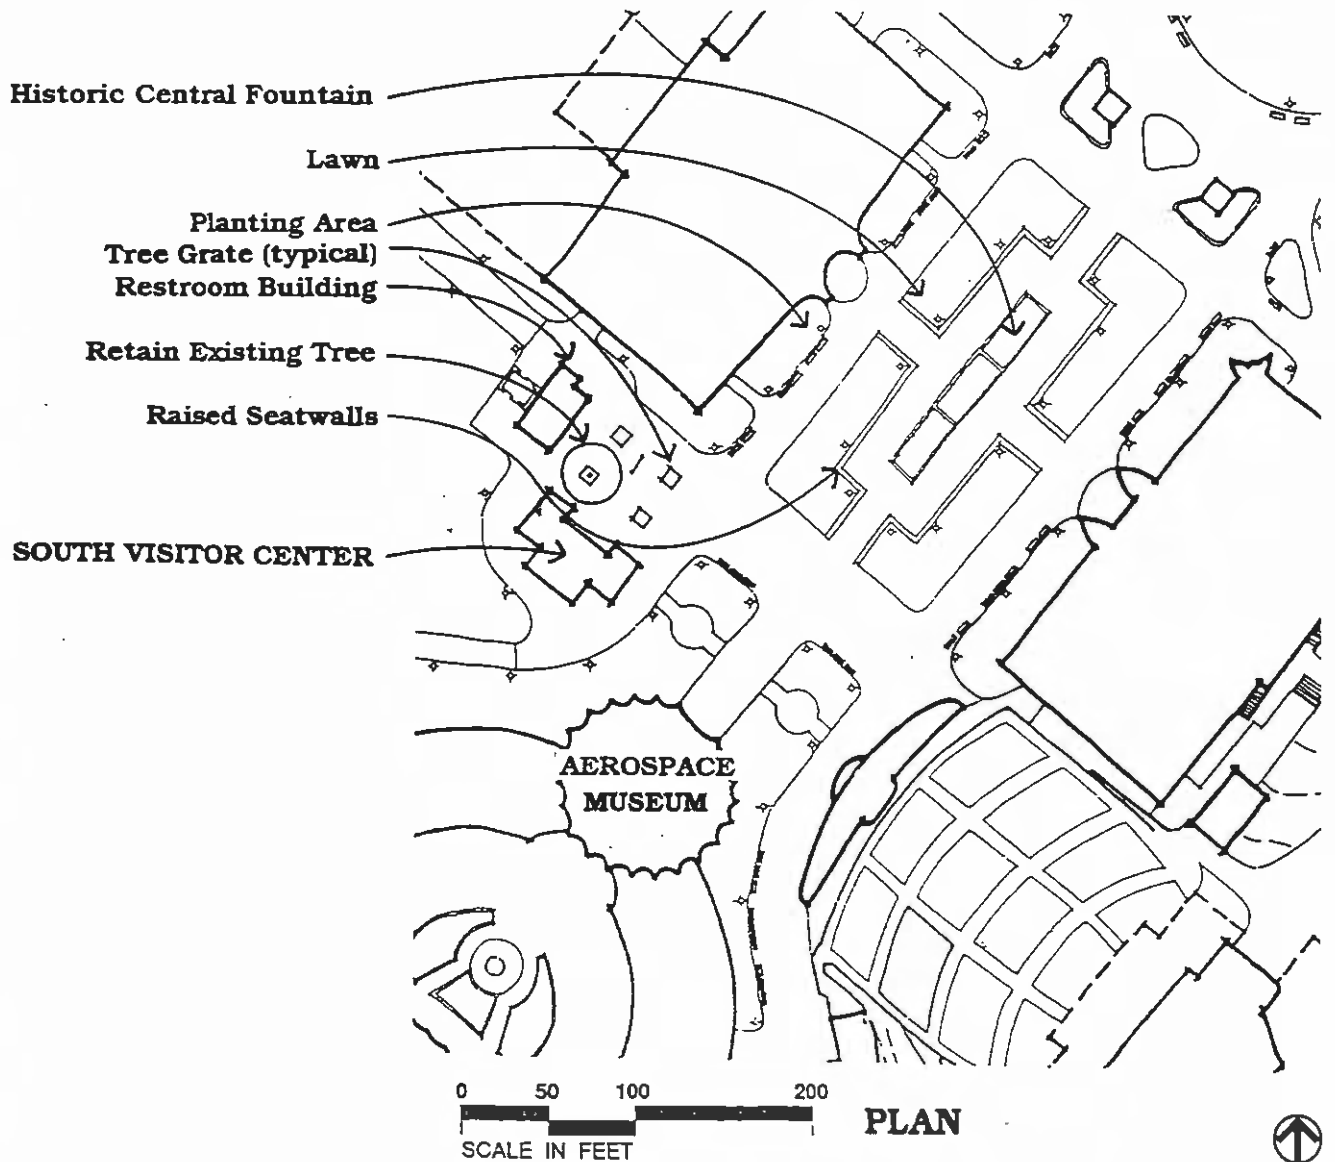 Historic Central Fountain
Lawn
Planting Area
Tree Grate (typical)
Restroom Building
Retain Existing Tree
Raised Seatwalls
SOUTH VISITOR CENTER
AEROSPACE
MUSEUM
0 50 100 200
SCALE IN FEET
PLAN